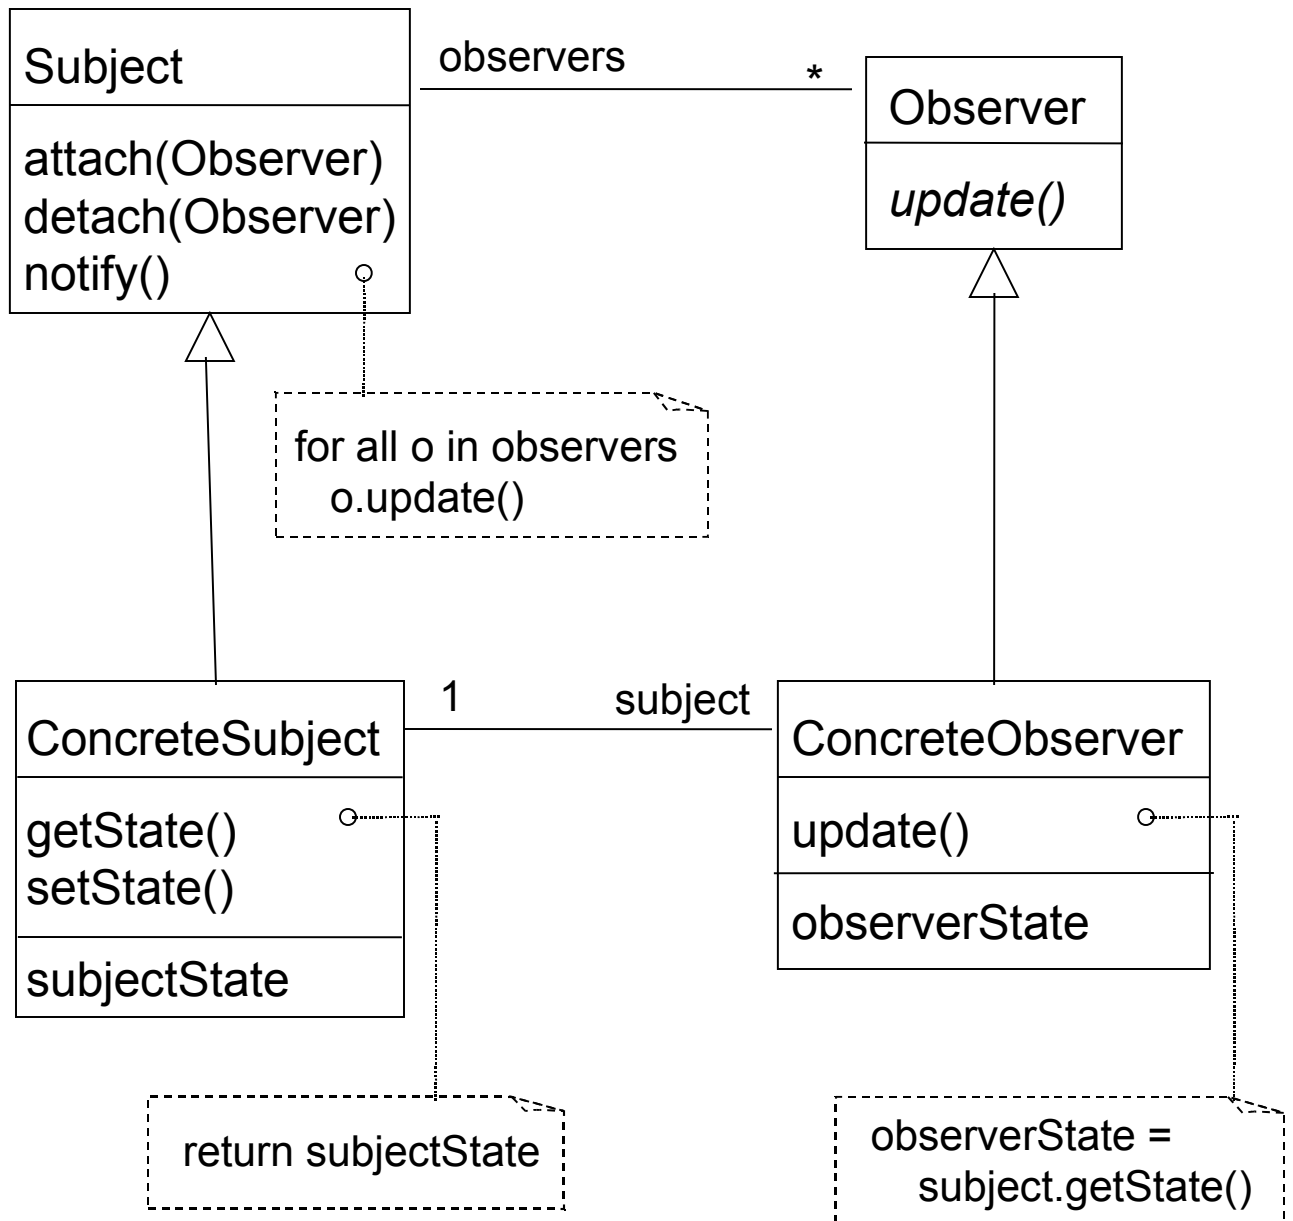 Subject
attach(Observer)
detach(Observer)
notify()
observers
*
Observer
update()
for all o in observers
o.update()
ConcreteSubject
getState()
setState()
subjectState
1
subject
ConcreteObserver
update()
observerState
return subjectState
observerState =
subject.getState()